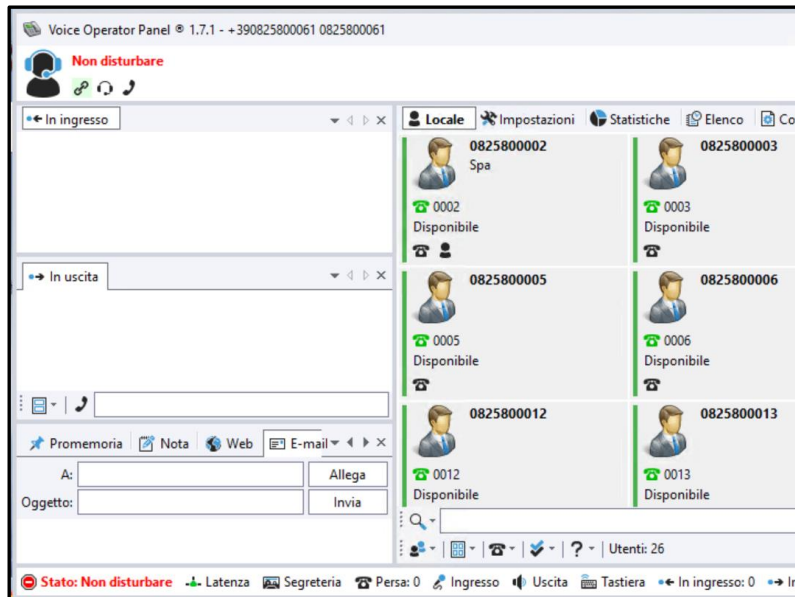 Voice Operator Panel ® 1.7.1 - +390825800061 0825800061
Non disturbare
In ingresso
Locale Impostazioni Statistiche Elenco Co
0825800002 0825800003
Spa
0002 0003
Disponibile Disponibile
In uscita
0825800005 0825800006
0005 0006
Disponibile Disponibile
0825800012 0825800013
Promemoria Nota Web E-mail
A: Allega
0012 0013
Disponibile Disponibile
Oggetto: Invia
? Utenti: 26
Stato: Non disturbare Latenza Segreteria Persa: 0 Ingresso Uscita Tastiera In ingresso: 0 In